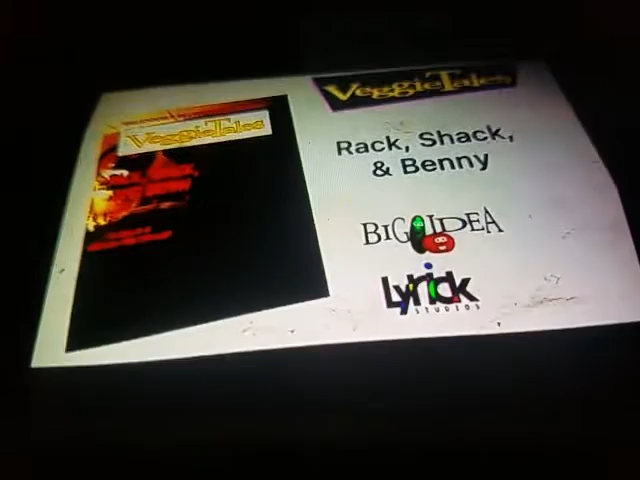 VeggieTales
VeggieTales
Rack, Shack,
& Benny
BIG IDEA
Lyrick
STUDIOS